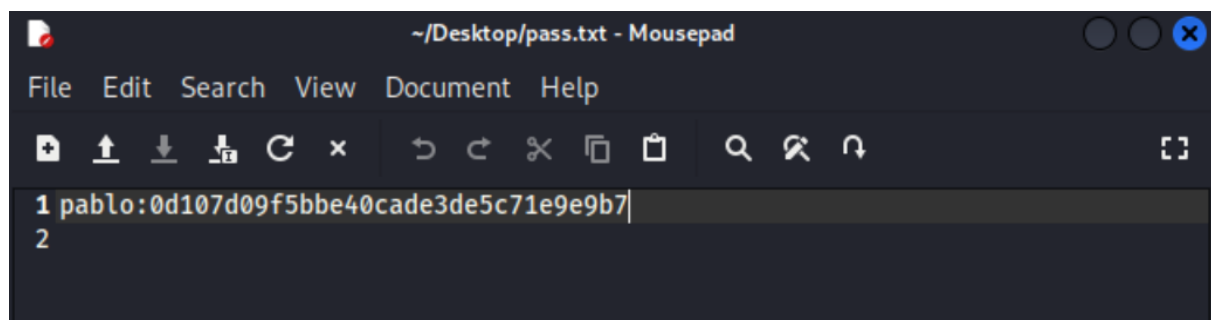 ~/Desktop/pass.txt - Mousepad
File Edit Search View Document Help
1 pablo:0d107d09f5bbe40cade3de5c71e9e9b7
2